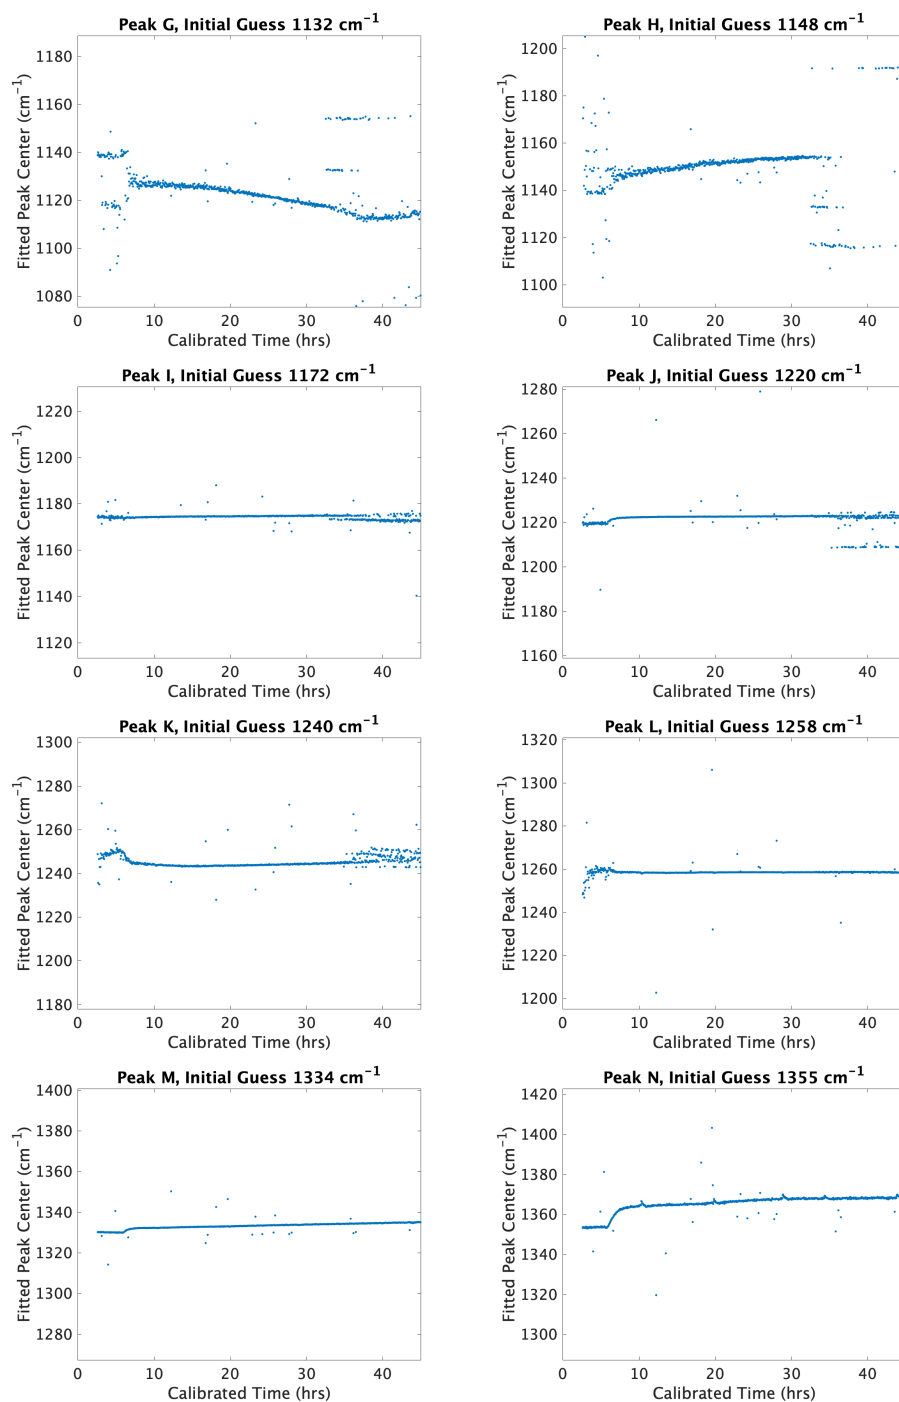 Peak G, Initial Guess 1132 cm⁻¹
Fitted Peak Center (cm⁻¹)
1180
1160
1140
1120
1100
1080
0 10 20 30 40
Calibrated Time (hrs)
Peak H, Initial Guess 1148 cm⁻¹
Fitted Peak Center (cm⁻¹)
1200
1180
1160
1140
1120
1100
0 10 20 30 40
Calibrated Time (hrs)
Peak I, Initial Guess 1172 cm⁻¹
Fitted Peak Center (cm⁻¹)
1220
1200
1180
1160
1140
1120
0 10 20 30 40
Calibrated Time (hrs)
Peak J, Initial Guess 1220 cm⁻¹
Fitted Peak Center (cm⁻¹)
1280
1260
1240
1220
1200
1180
1160
0 10 20 30 40
Calibrated Time (hrs)
Peak K, Initial Guess 1240 cm⁻¹
Fitted Peak Center (cm⁻¹)
1300
1280
1260
1240
1220
1200
1180
0 10 20 30 40
Calibrated Time (hrs)
Peak L, Initial Guess 1258 cm⁻¹
Fitted Peak Center (cm⁻¹)
1320
1300
1280
1260
1240
1220
1200
0 10 20 30 40
Calibrated Time (hrs)
Peak M, Initial Guess 1334 cm⁻¹
Fitted Peak Center (cm⁻¹)
1400
1380
1360
1340
1320
1300
1280
0 10 20 30 40
Calibrated Time (hrs)
Peak N, Initial Guess 1355 cm⁻¹
Fitted Peak Center (cm⁻¹)
1420
1400
1380
1360
1340
1320
1300
0 10 20 30 40
Calibrated Time (hrs)